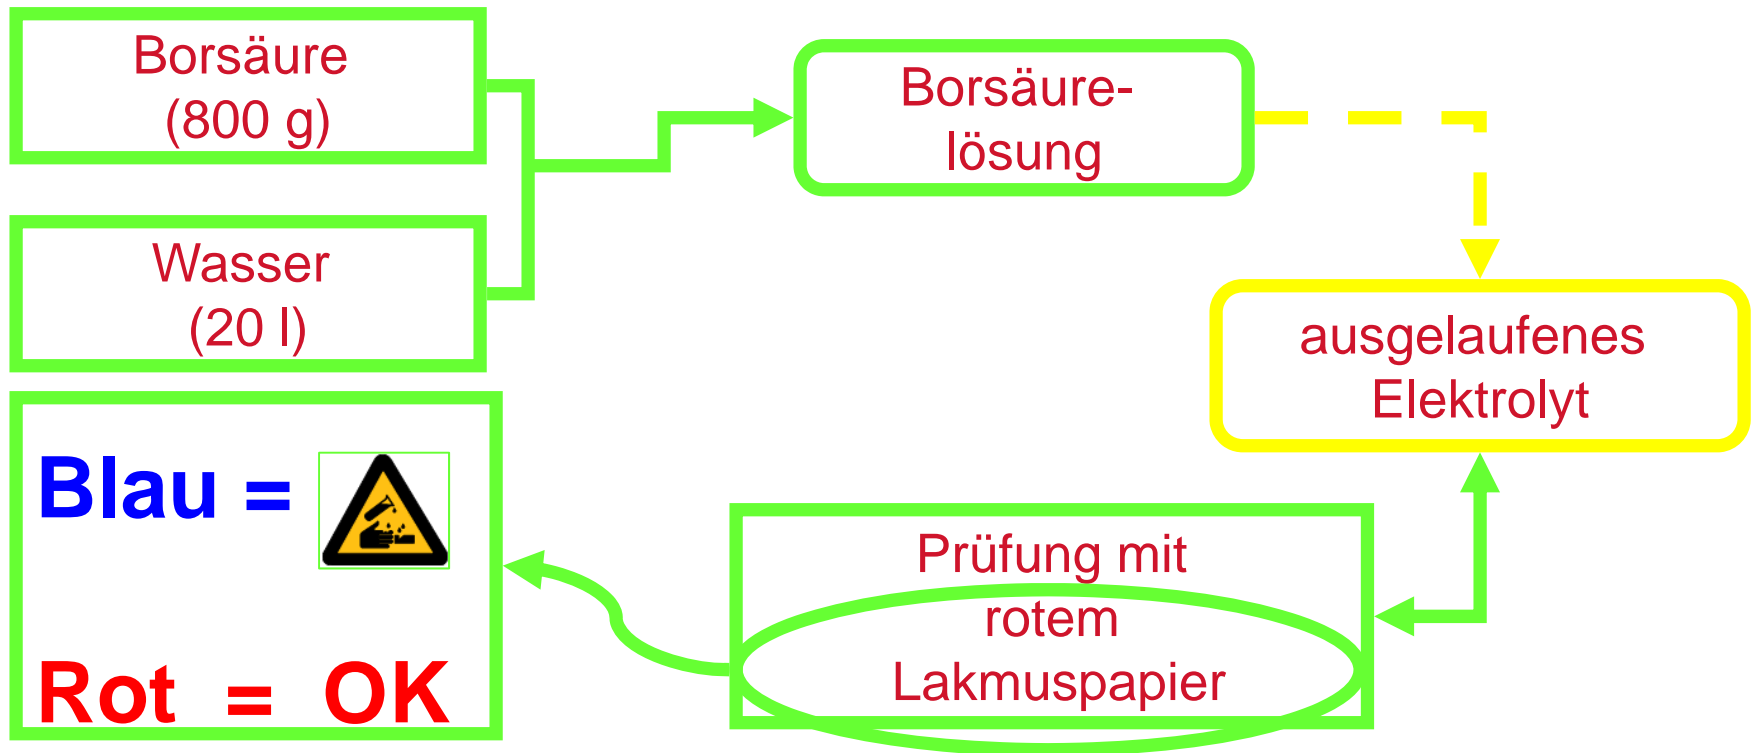 Borsäure
(800 g)
Wasser
(20 l)
Borsäure-
lösung
ausgelaufenes
Elektrolyt
Prüfung mit
rotem
Lakmuspapier
Blau =
Rot = OK